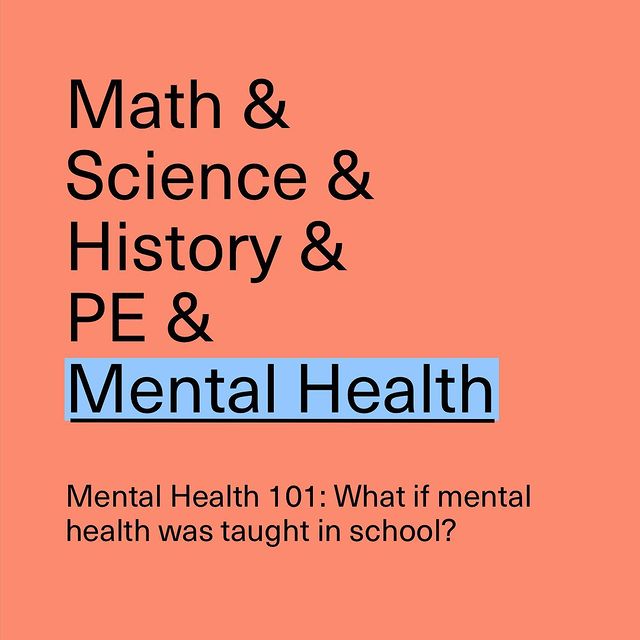 Math &
Science &
History &
PE &
Mental Health
Mental Health 101: What if mental
health was taught in school?